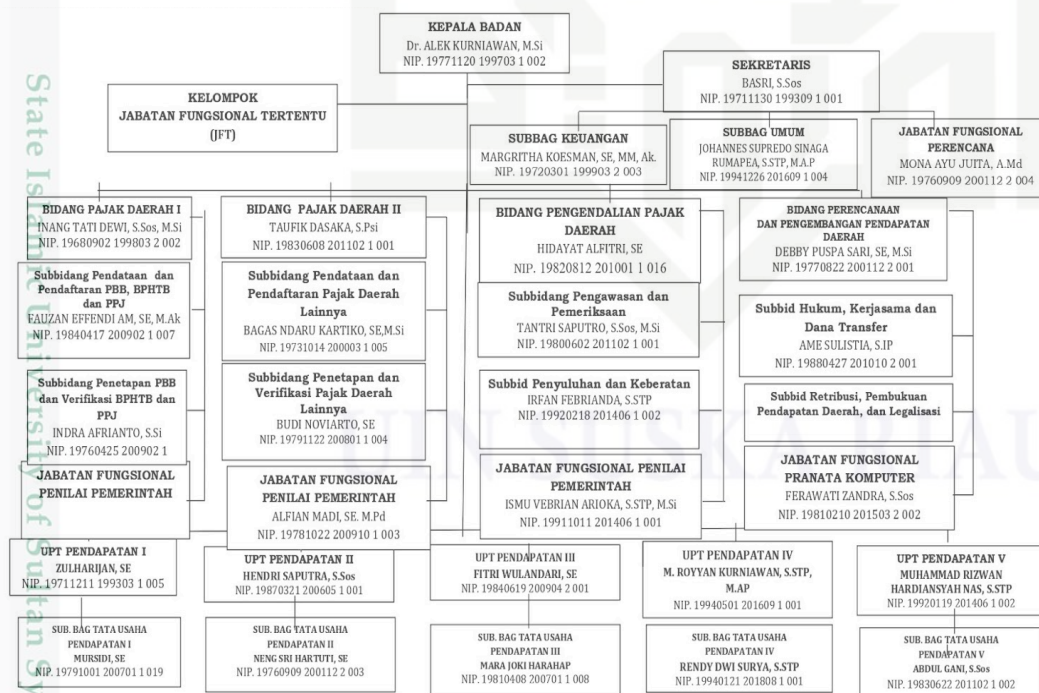 KEPALA BADAN
Dr. ALEK KURNIAWAN, M.Si
NIP. 19771120 199703 1 002
SEKRETARIS
BASRI, S.Sos
NIP. 19711130 199309 1 001
KELOMPOK
JABATAN FUNGSIONAL TERTENTU
(JFT)
SUBBAG KEUANGAN
MARGRITHA KOESMAN, SE, MM, Ak.
NIP. 19720301 199903 2 003
SUBBAG UMUM
JOHANNES SUPREDO SINAGA
RUMAPEA, S.STP, M.A.P
NIP. 19941226 201609 1 004
JABATAN FUNGSIONAL
PERENCANA
MONA AYU JUITA, A.Md
NIP. 19760909 200112 2 004
BIDANG PAJAK DAERAH I
INANG TATI DEWI, S.Sos, M.Si
NIP. 19680902 199803 2 002
BIDANG PAJAK DAERAH II
TAUFIK DASAKA, S.Psi
NIP. 19830608 201102 1 001
BIDANG PENGENDALIAN PAJAK
DAERAH
HIDAYAT ALFITRI, SE
NIP. 19820812 201001 1 016
BIDANG PERENCANAAN
DAN PENGEMBANGAN PENDAPATAN
DAERAH
DEBBY PUSPA SARI, SE, M.Si
NIP. 19770822 200112 2 001
Subbidang Pendataan dan
Pendaftaran PBB, BPHTB
dan PPJ
FAUZAN EFFENDI AM, SE, M.Ak
NIP. 19840417 200902 1 007
Subbidang Pendataan dan
Pendaftaran Pajak Daerah
Lainnya
BAGAS NDARU KARTIKO, SE,M.Si
NIP. 19731014 200003 1 005
Subbidang Pengawasan dan
Pemeriksaan
TANTRI SAPUTRO, S.Sos, M.Si
NIP. 19800602 201102 1 001
Subbid Hukum, Kerjasama dan
Dana Transfer
AME SULISTIA, S.IP
NIP. 19880427 201010 2 001
Subbidang Penetapan PBB
dan Verifikasi BPHTB dan
PPJ
INDRA AFRIANTO, S.Si
NIP. 19760425 200902 1
Subbidang Penetapan dan
Verifikasi Pajak Daerah
Lainnya
BUDI NOVIARTO, SE
NIP. 19791122 200801 1 004
Subbid Penyuluhan dan Keberatan
IRFAN FEBRIANDA, S.STP
NIP. 19920218 201406 1 002
Subbid Retribusi, Pembukuan
Pendapatan Daerah, dan Legalisasi
JABATAN FUNGSIONAL
PENILAI PEMERINTAH
JABATAN FUNGSIONAL
PENILAI PEMERINTAH
ALFIAN MADI, SE. M.Pd
NIP. 19781022 200910 1 003
JABATAN FUNGSIONAL PENILAI
PEMERINTAH
ISMU VEBRIAN ARIOKA, S.STP, M.Si
NIP. 19911011 201406 1 001
JABATAN FUNGSIONAL
PRANATA KOMPUTER
FERAWATI ZANDRA, S.Sos
NIP. 19810210 201503 2 002
UPT PENDAPATAN I
ZULHARIJAN, SE
NIP. 19711211 199303 1 005
UPT PENDAPATAN II
HENDRI SAPUTRA, S.Sos
NIP. 19870321 200605 1 001
UPT PENDAPATAN III
FITRI WULANDARI, SE
NIP. 19840619 200904 2 001
UPT PENDAPATAN IV
M. ROYYAN KURNIAWAN, S.STP,
M.AP
NIP. 19940501 201609 1 001
UPT PENDAPATAN V
MUHAMMAD RIZWAN
HARDIANSYAH NAS, S.STP
NIP. 19920119 201406 1 002
SUB. BAG TATA USAHA
PENDAPATAN I
MURSIDI, SE
NIP. 19791001 200701 1 019
SUB. BAG TATA USAHA
PENDAPATAN II
NENG SRI HARTUTI, SE
NIP. 19760909 200112 2 003
SUB. BAG TATA USAHA
PENDAPATAN III
MARA JOKI HARAHAP
NIP. 19810408 200701 1 008
SUB. BAG TATA USAHA
PENDAPATAN IV
RENDY DWI SURYA, S.STP
NIP. 19940121 201808 1 001
SUB. BAG TATA USAHA
PENDAPATAN V
ABDUL GANI, S.Sos
NIP. 19830622 201102 1 002
State Islamic University of Sultan Sy
UIN SUSKA RIAU